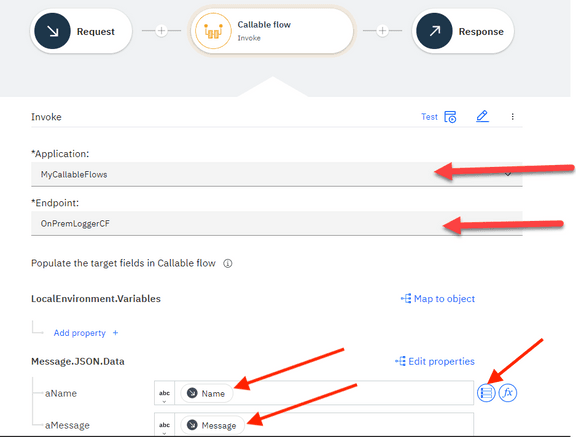 Request
Callable flow
Invoke
Response
Invoke
Test
*Application:
MyCallableFlows
*Endpoint:
OnPremLoggerCF
Populate the target fields in Callable flow
LocalEnvironment.Variables
Map to object
Add property +
Message.JSON.Data
Edit properties
aName
abc
Name
fx
aMessage
abc
Message